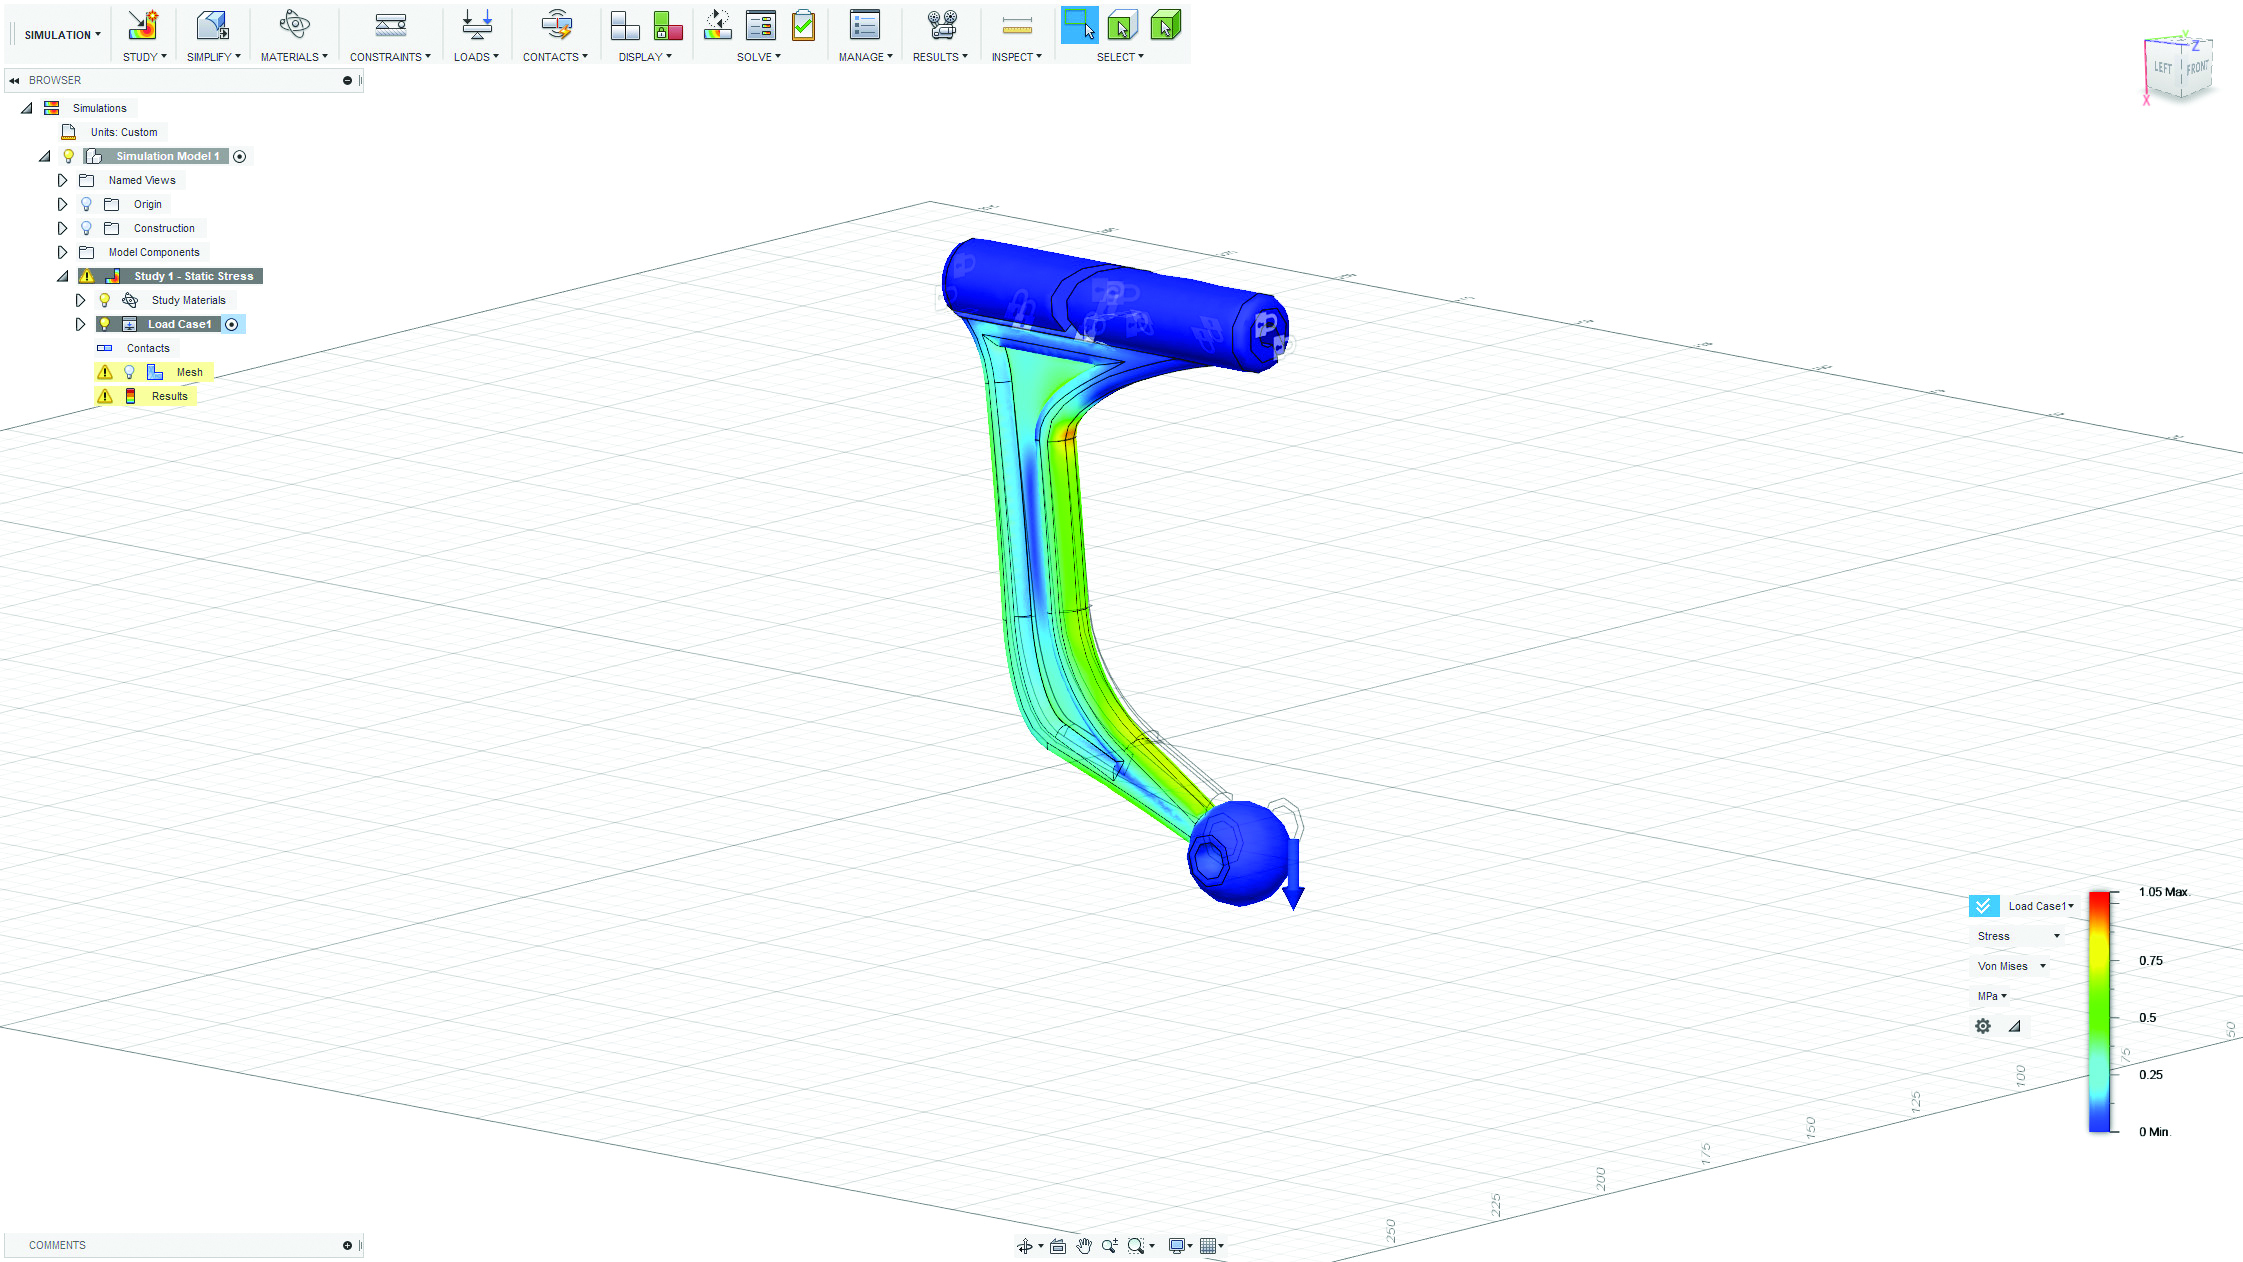 SIMULATION
STUDY
SIMPLIFY
MATERIALS
CONSTRAINTS
LOADS
CONTACTS
DISPLAY
SOLVE
MANAGE
RESULTS
INSPECT
SELECT
BROWSER
Simulations
Units: Custom
Simulation Model 1
Named Views
Origin
Construction
Model Components
Study 1 - Static Stress
Study Materials
Load Case1
Contacts
Mesh
Results
LEFT
FRONT
X
Y
Z
Load Case1
Stress
Von Mises
MPa
1.05 Max.
0.75
0.5
0.25
0 Min.
50
75
100
125
150
175
200
225
250
COMMENTS